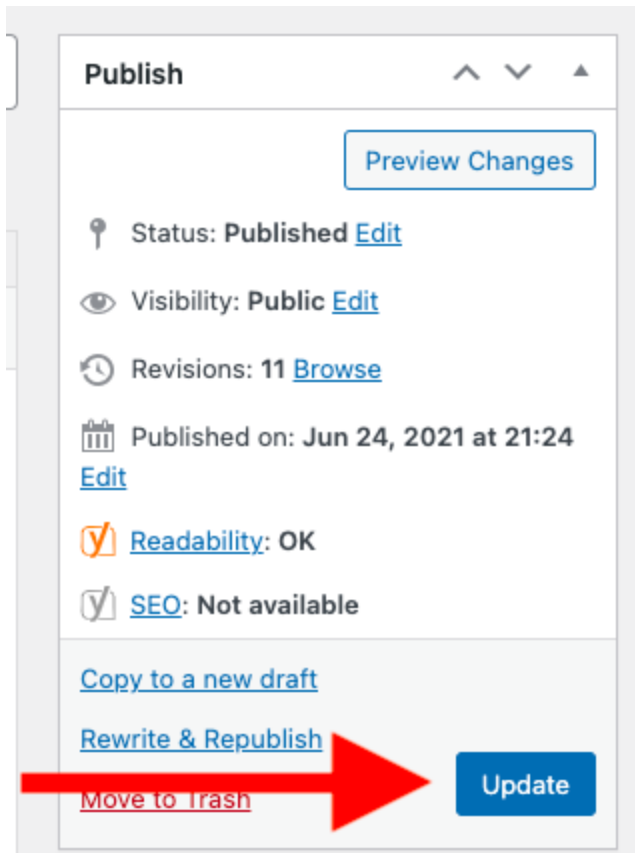 Publish
Preview Changes
Status: Published Edit
Visibility: Public Edit
Revisions: 11 Browse
Published on: Jun 24, 2021 at 21:24
Edit
Readability: OK
SEO: Not available
Copy to a new draft
Rewrite & Republish
Move to Trash
Update